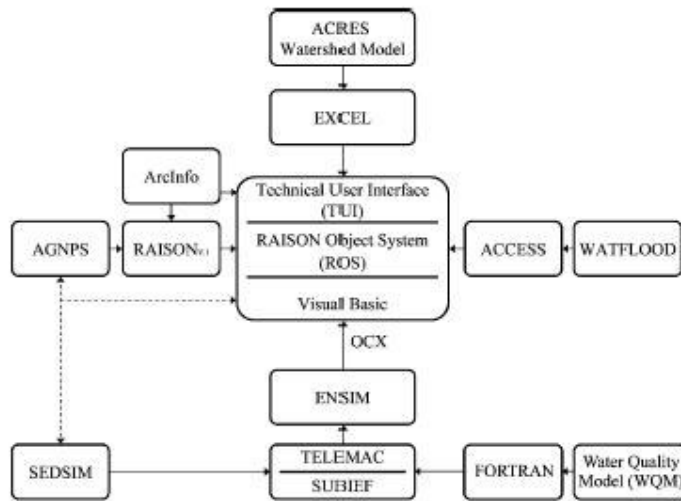 ACRES
Watershed Model
EXCEL
ArcInfo
Technical User Interface
(TUI)
AGNPS
RAISON
RAISON Object System
(ROS)
ACCESS
WATFLOOD
Visual Basic
OCX
ENSIM
SEDSIM
TELEMAC
SUBIEF
FORTRAN
Water Quality
Model (WQM)